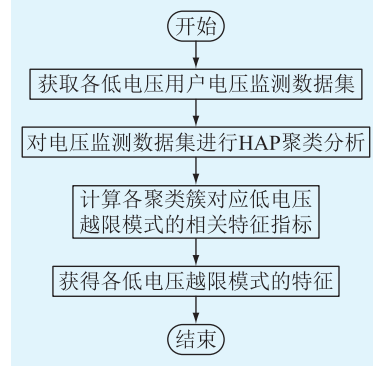 开始
获取各低电压用户电压监测数据集
对电压监测数据集进行HAP聚类分析
计算各聚类簇对应低电压
越限模式的相关特征指标
获得各低电压越限模式的特征
结束